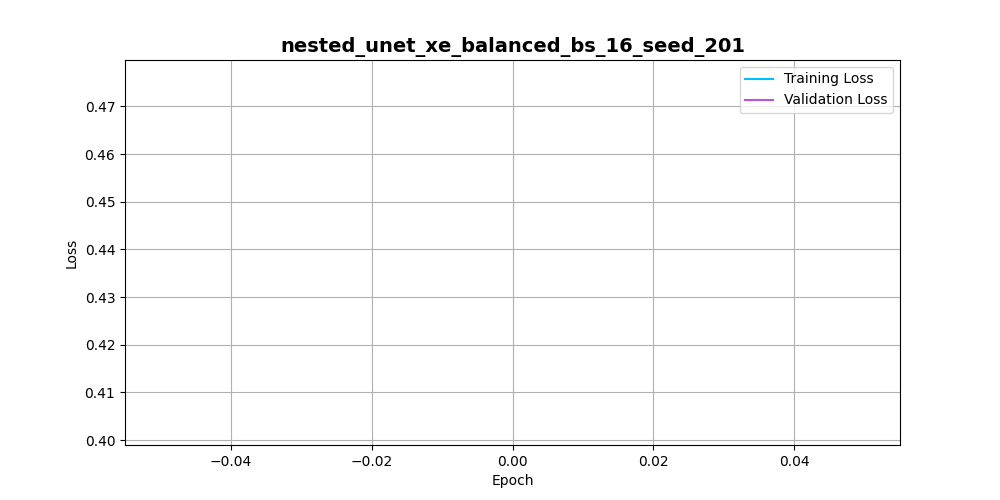 nested_unet_xe_balanced_bs_16_seed_201
Training Loss
Validation Loss
0.47
0.46
0.45
0.44
0.43
0.42
0.41
0.40
Loss
−0.04
−0.02
0.00
0.02
0.04
Epoch